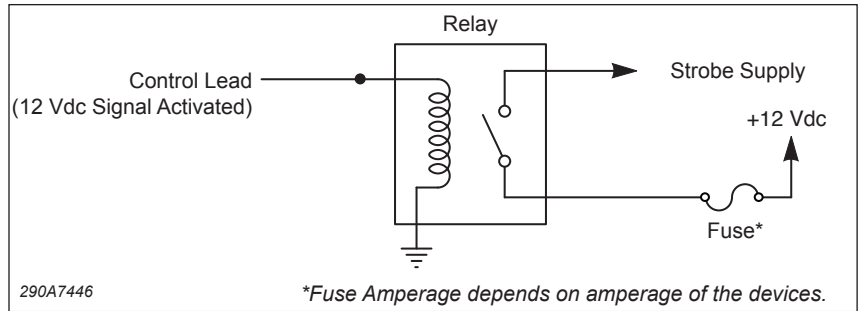 Relay
Control Lead
(12 Vdc Signal Activated)
Strobe Supply
+12 Vdc
Fuse*
290A7446
*Fuse Amperage depends on amperage of the devices.